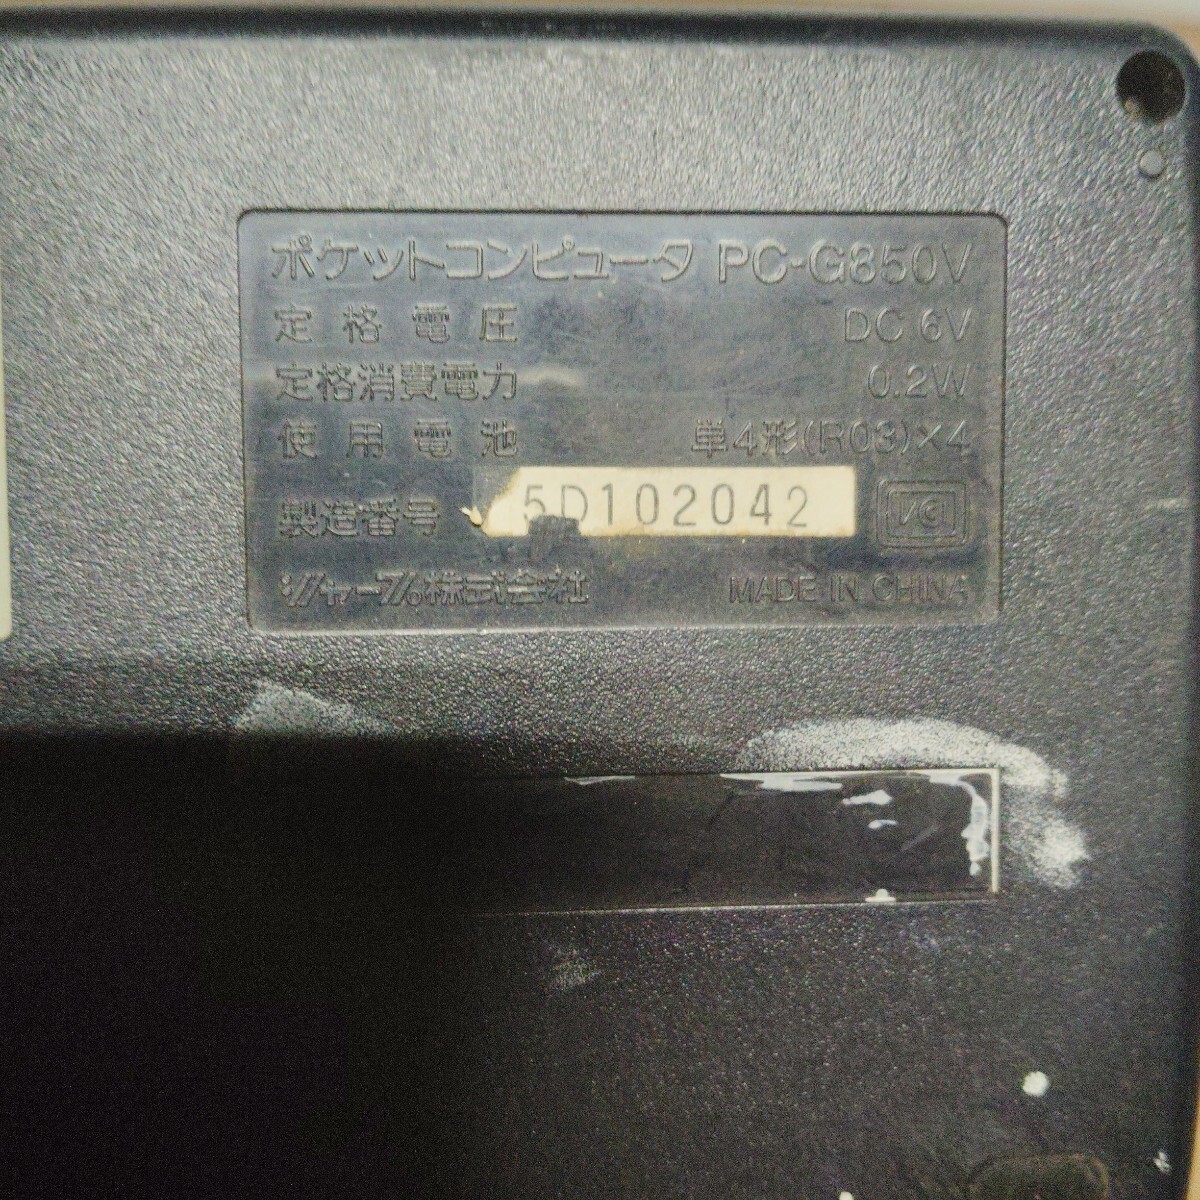 ポケットコンピュータ PC-G850V
定格電圧 DC 6V
定格消費電力 0.2W
使用電池 単4形(R03)×4
製造番号 5D102042 VCI
シャープ株式会社 MADE IN CHINA